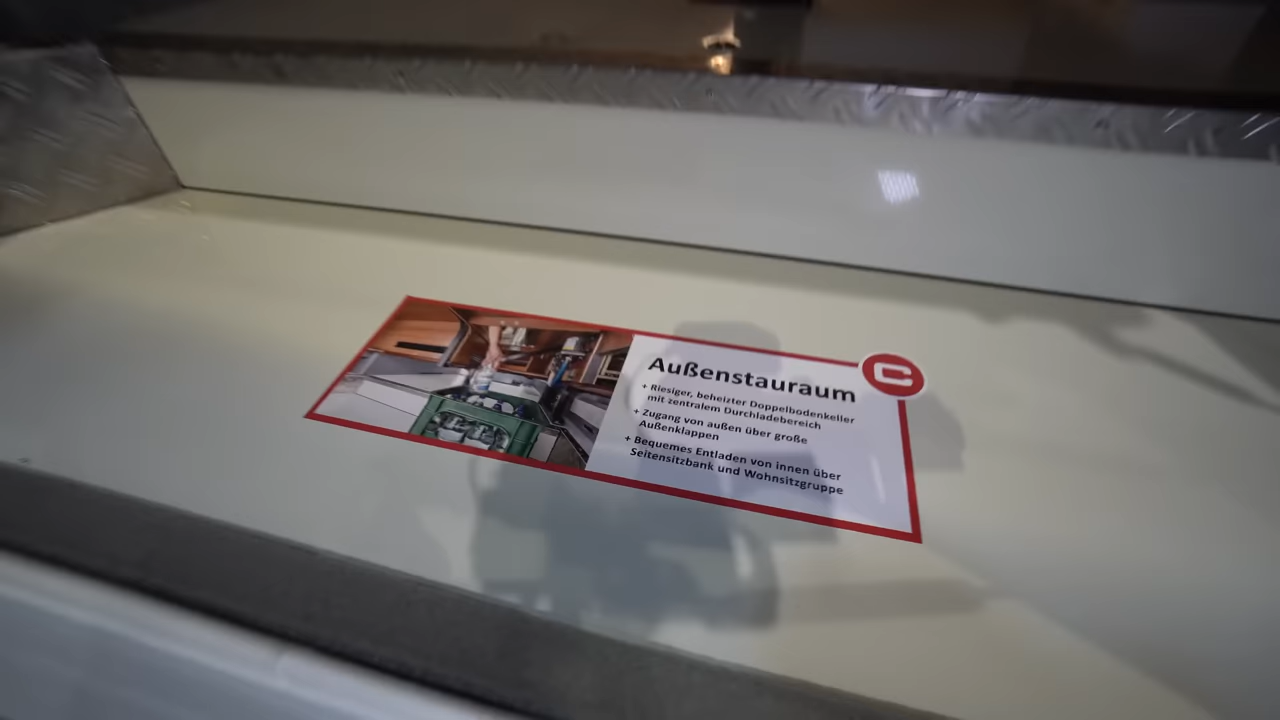 Außenstauraum
+ Riesiger, beheizter Doppelbodenkeller
mit zentralem Durchladebereich
+ Zugang von außen über große
Außenklappen
+ Bequemes Entladen von innen über
Seitensitzbank und Wohnsitzgruppe